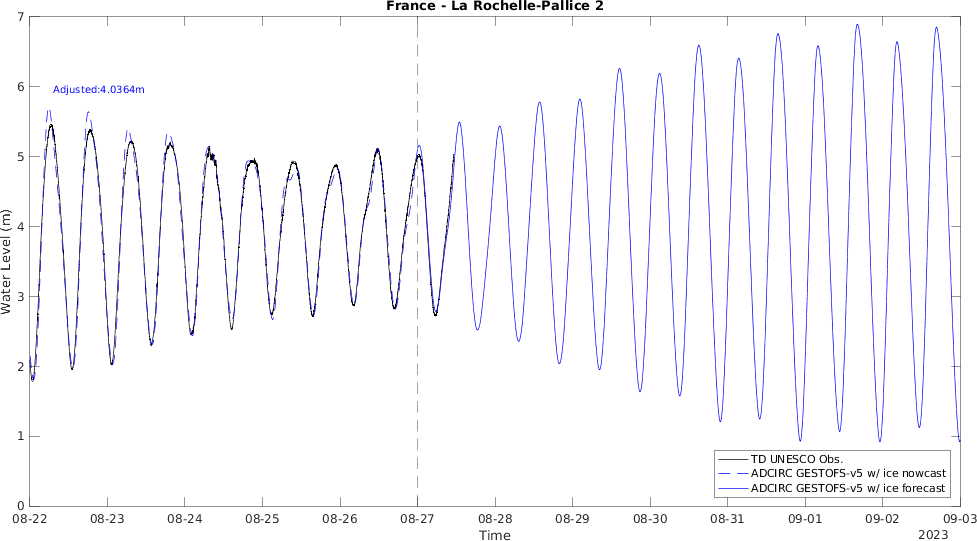 France - La Rochelle-Pallice 2
7
6
5
4
3
2
1
0
Water Level (m)
Adjusted:4.0364m
TD UNESCO Obs.
ADCIRC GESTOFS-v5 w/ ice nowcast
ADCIRC GESTOFS-v5 w/ ice forecast
08-22 08-23 08-24 08-25 08-26 08-27 08-28 08-29 08-30 08-31 09-01 09-02 09-03
Time
2023